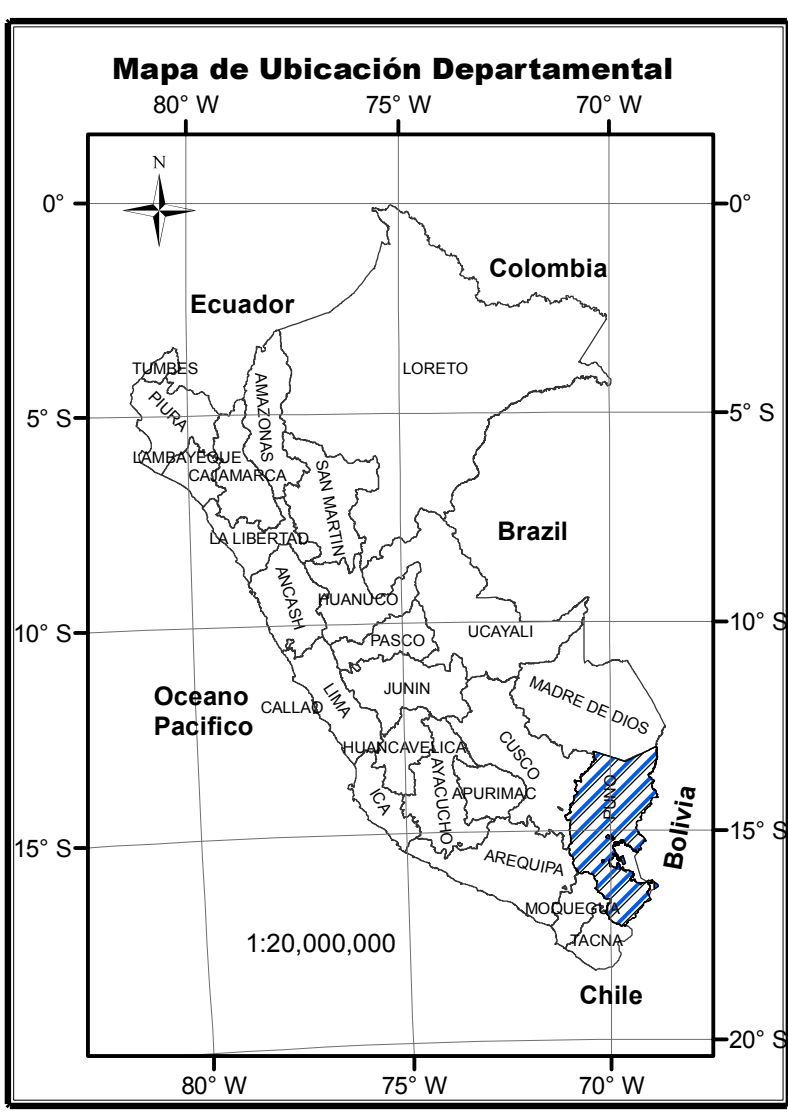 Mapa de Ubicación Departamental
80° W 75° W 70° W
N
0° 0°
Colombia
Ecuador
TUMBES
LORETO
PIURA
AMAZONAS
5° S 5° S
LAMBAYEQUE
CAJAMARCA
SAN MARTIN
Brazil
LA LIBERTAD
ANCASH
HUANUCO
10° S 10° S
PASCO
UCAYALI
JUNIN
MADRE DE DIOS
Oceano
Pacifico
CALLAO
LIMA
HUANCAVELICA
CUSCO
AYACUCHO
APURIMAC
ICA
PUNO
Bolivia
15° S 15° S
AREQUIPA
MOQUEGUA
TACNA
1:20,000,000
Chile
20° S
80° W 75° W 70° W